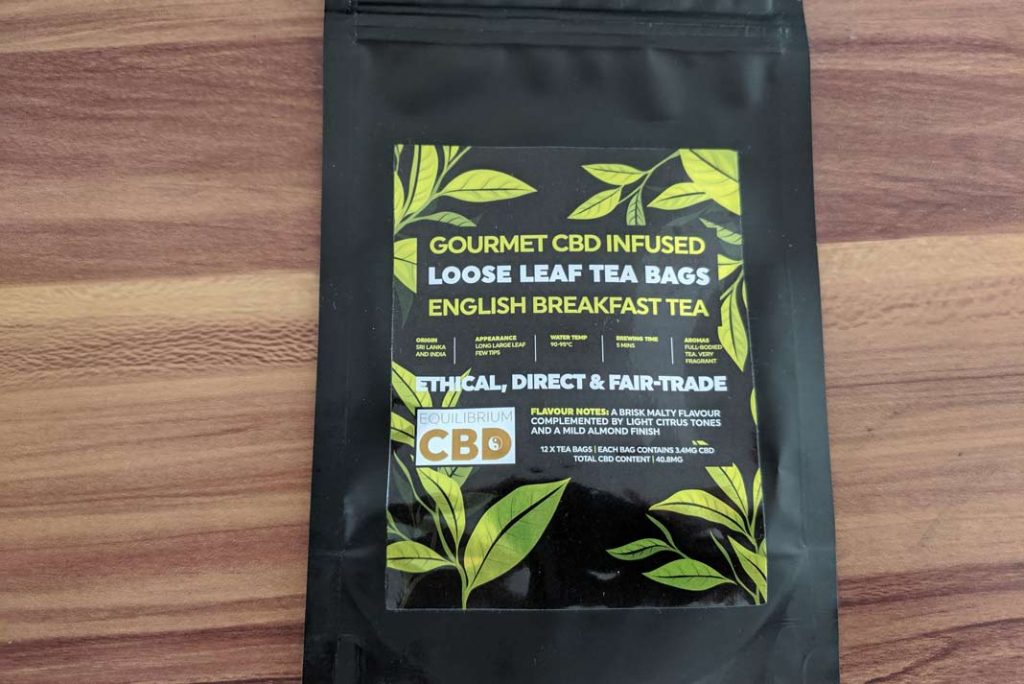 GOURMET CBD INFUSED
LOOSE LEAF TEA BAGS
ENGLISH BREAKFAST TEA
ORIGIN
SRI LANKA
AND INDIA
APPEARANCE
LONG LARGE LEAF
FEW TIPS
WATER TEMP
90-95°C
BREWING TIME
5 MINS
AROMAS
FULL-BODIED
TEA. VERY
FRAGRANT
ETHICAL, DIRECT & FAIR-TRADE
EQUILIBRIUM
CBD
FLAVOUR NOTES: A BRISK MALTY FLAVOUR
COMPLEMENTED BY LIGHT CITRUS TONES
AND A MILD ALMOND FINISH
12 X TEA BAGS | EACH BAG CONTAINS 3.4MG CBD
TOTAL CBD CONTENT | 40.8MG